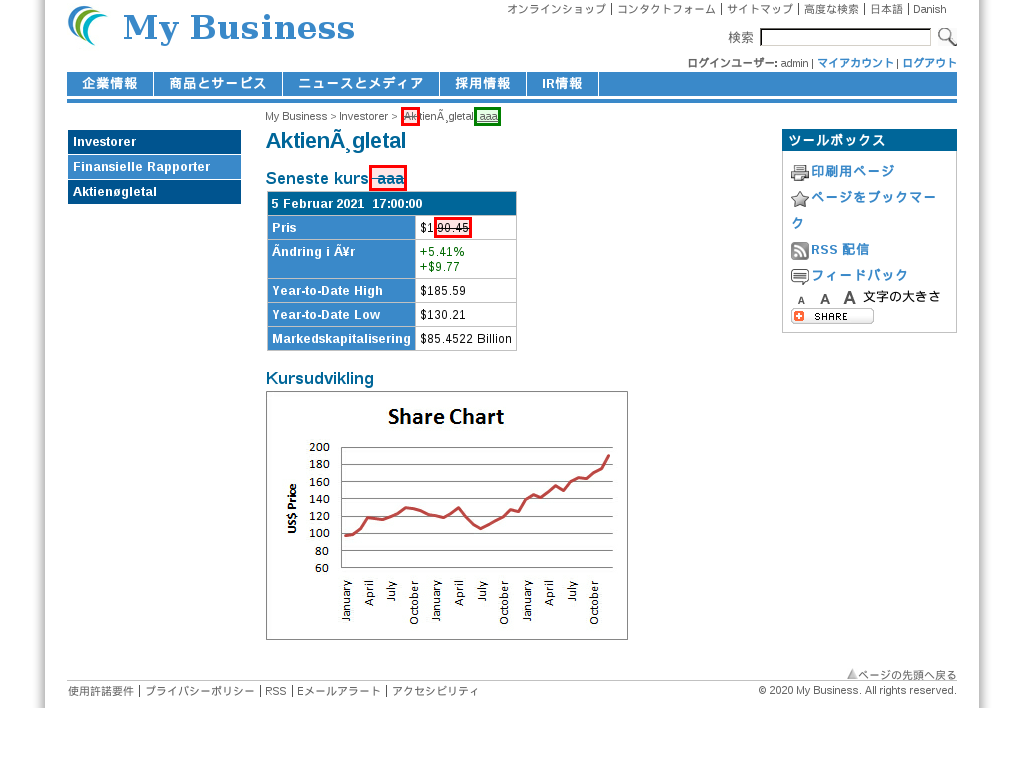 オンラインショップ | コンタクトフォーム | サイトマップ | 高度な検索 | 日本語 | Danish
My Business
検索
ログインユーザー: admin | マイアカウント | ログアウト
企業情報 商品とサービス ニュースとメディア 採用情報 IR情報
My Business > Investorer > AktienÃ¸gletal aaa
Investorer
Finansielle Rapporter
Aktienøgletal
AktienÃ¸gletal
Seneste kurs aaa
5 Februar 2021 17:00:00
Pris $190.45
Ãndring i Ã¥r +5.41%
+$9.77
Year-to-Date High $185.59
Year-to-Date Low $130.21
Markedskapitalisering $85.4522 Billion
ツールボックス
印刷用ページ
ページをブックマー
ク
RSS 配信
フィードバック
A A A 文字の大きさ
SHARE
Kursudvikling
Share Chart
US$ Price
200
180
160
140
120
100
80
60
January April July October January April July October January April July October
ページの先頭へ戻る
使用許諾要件 | プライバシーポリシー | RSS | Eメールアラート | アクセシビリティ
© 2020 My Business. All rights reserved.